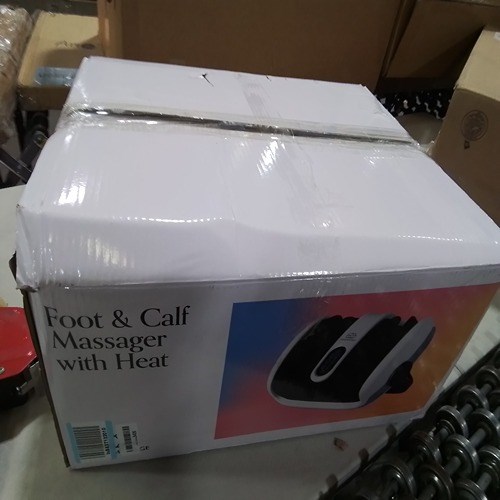 Foot & Calf
Massager
with Heat